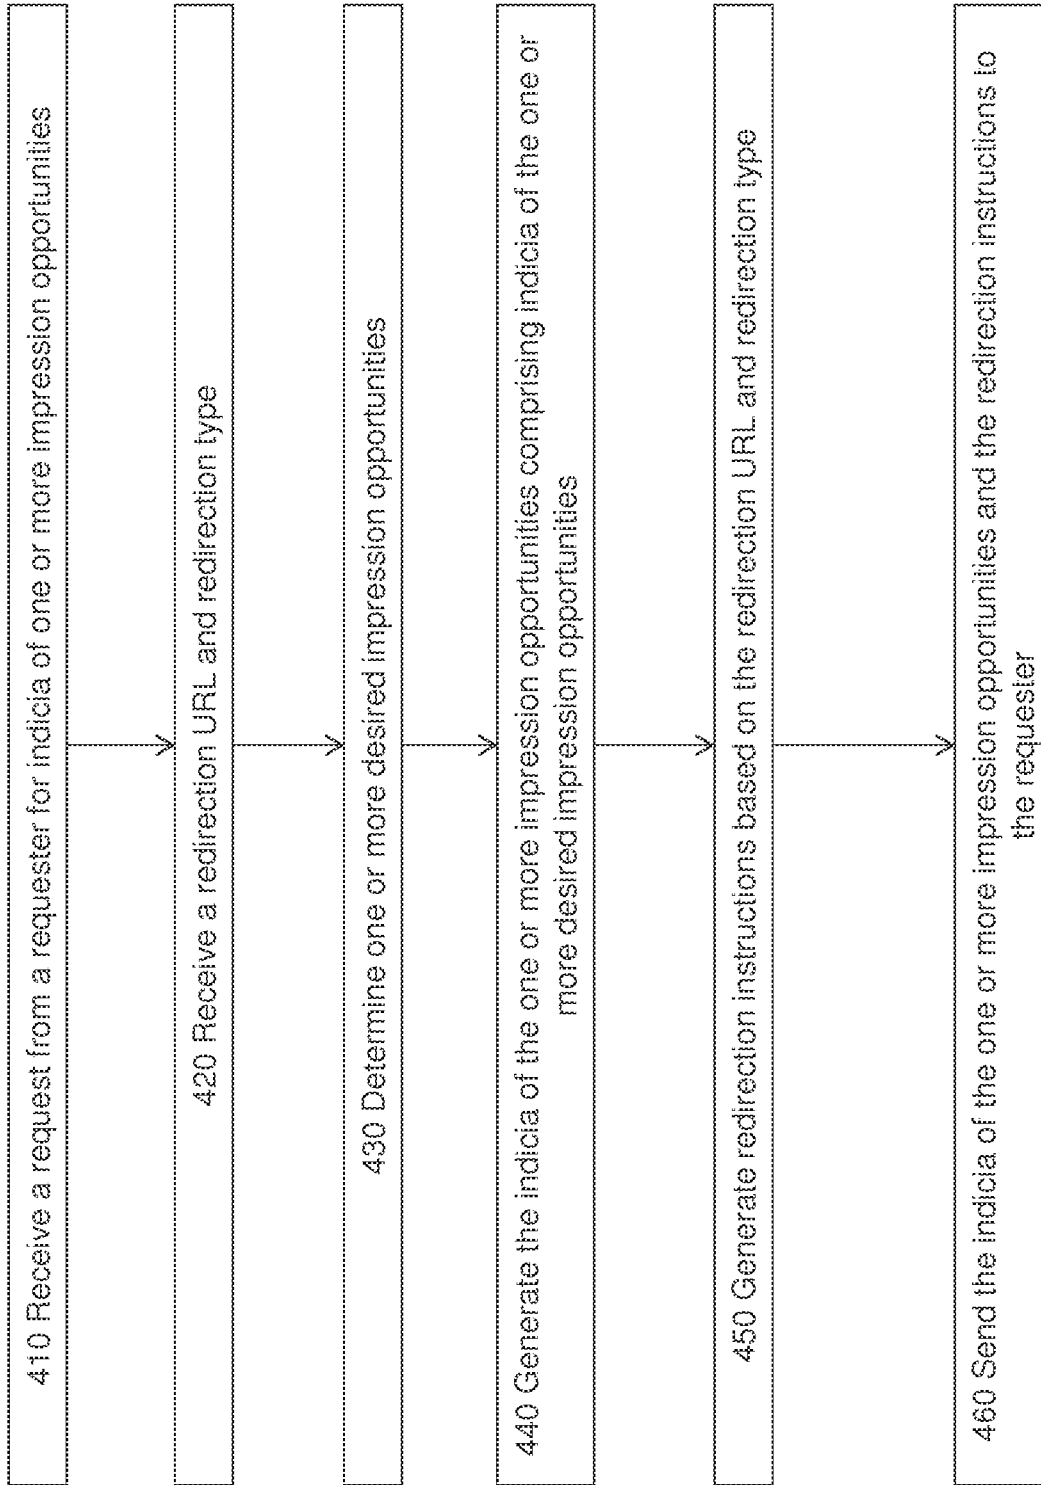 410 Receive a request from a requester for indicia of one or more impression opportunities
420 Receive a redirection URL and redirection type
430 Determine one or more desired impression opportunities
440 Generate the indicia of the one or more impression opportunities comprising indicia of the one or
more desired impression opportunities
450 Generate redirection instructions based on the redirection URL and redirection type
460 Send the indicia of the one or more impression opportunities and the redirection instructions to
the requester